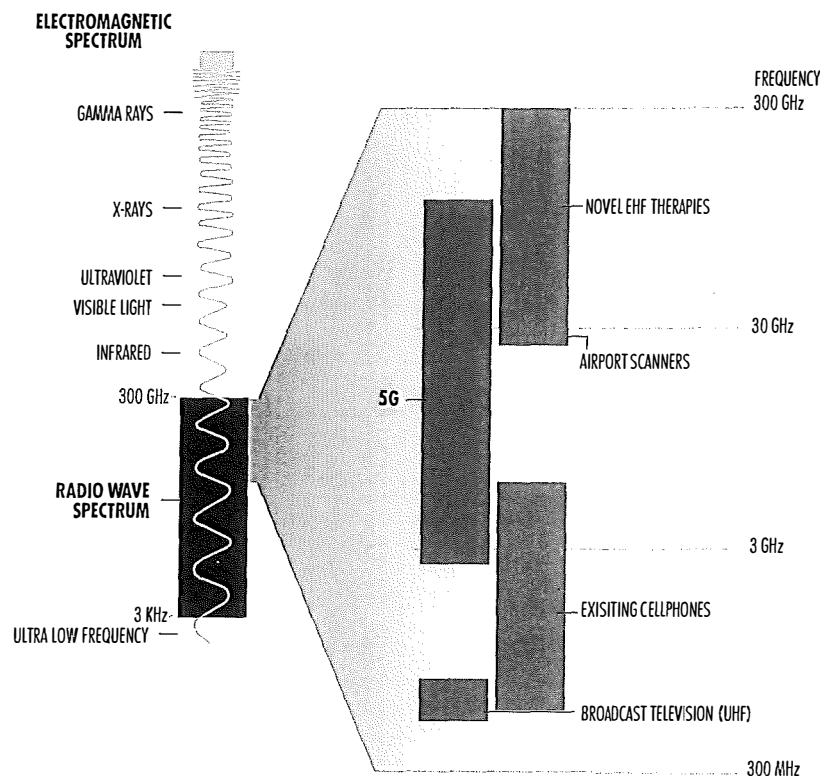 ELECTROMAGNETIC
SPECTRUM
GAMMA RAYS
X-RAYS
ULTRAVIOLET
VISIBLE LIGHT
INFRARED
300 GHz
RADIO WAVE
SPECTRUM
3 KHz
ULTRA LOW FREQUENCY
FREQUENCY
300 GHz
NOVEL EHF THERAPIES
30 GHz
AIRPORT SCANNERS
5G
3 GHz
EXISITING CELLPHONES
BROADCAST TELEVISION (UHF)
300 MHz